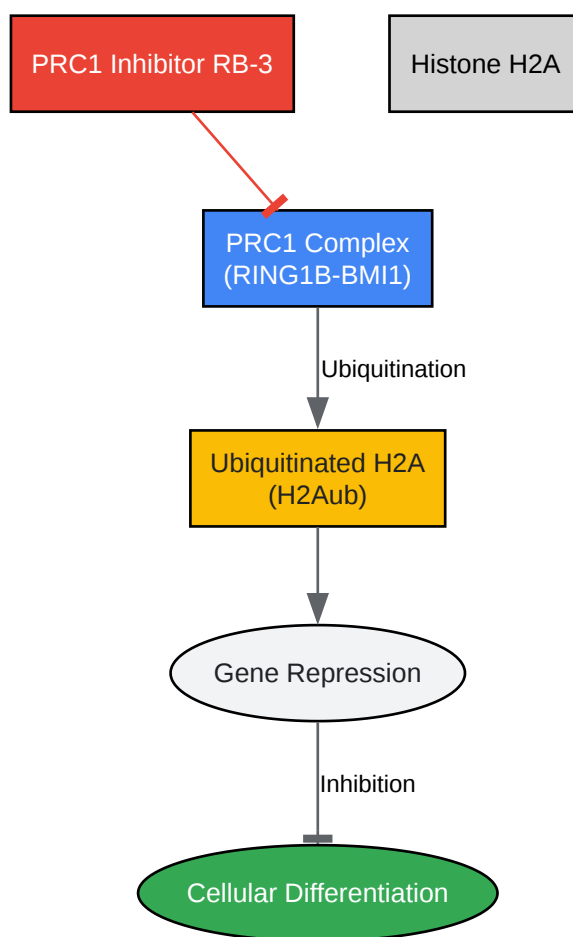 PRC1 Inhibitor RB-3
Histone H2A
PRC1 Complex
(RING1B-BMI1)
Ubiquitination
Ubiquitinated H2A
(H2Aub)
Gene Repression
Inhibition
Cellular Differentiation